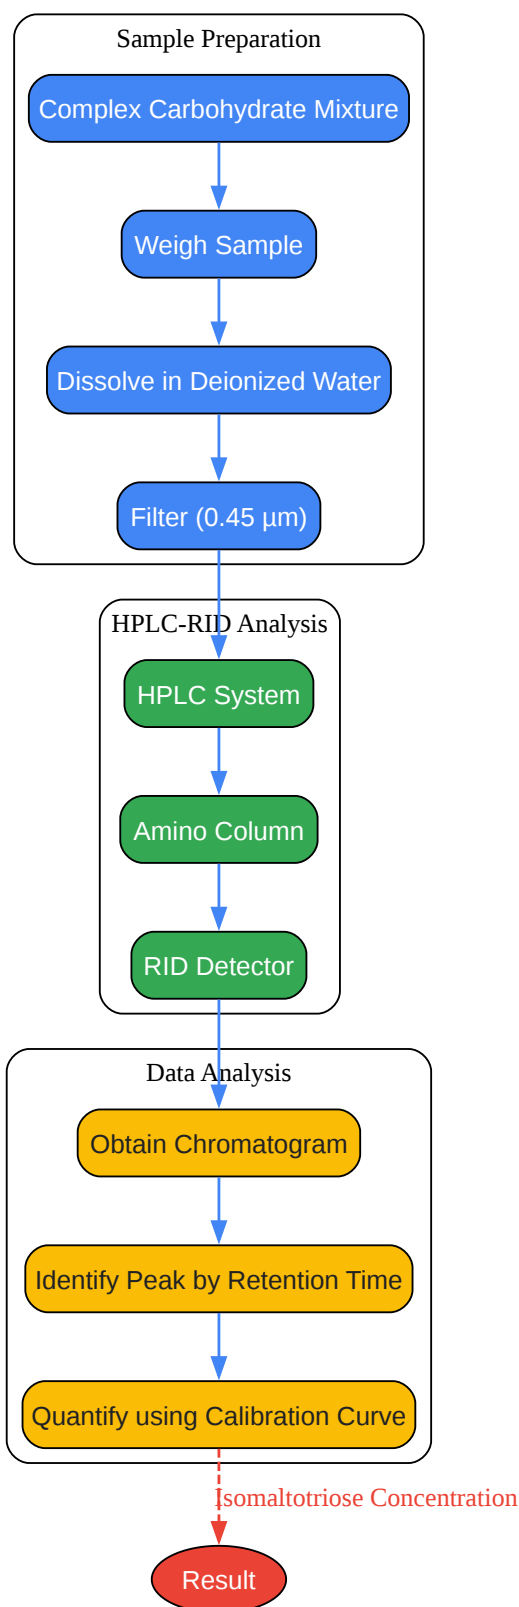 Sample Preparation
Complex Carbohydrate Mixture
Weigh Sample
Dissolve in Deionized Water
Filter (0.45 µm)
HPLC-RID Analysis
HPLC System
Amino Column
RID Detector
Data Analysis
Obtain Chromatogram
Identify Peak by Retention Time
Quantify using Calibration Curve
Isomaltotriose Concentration
Result